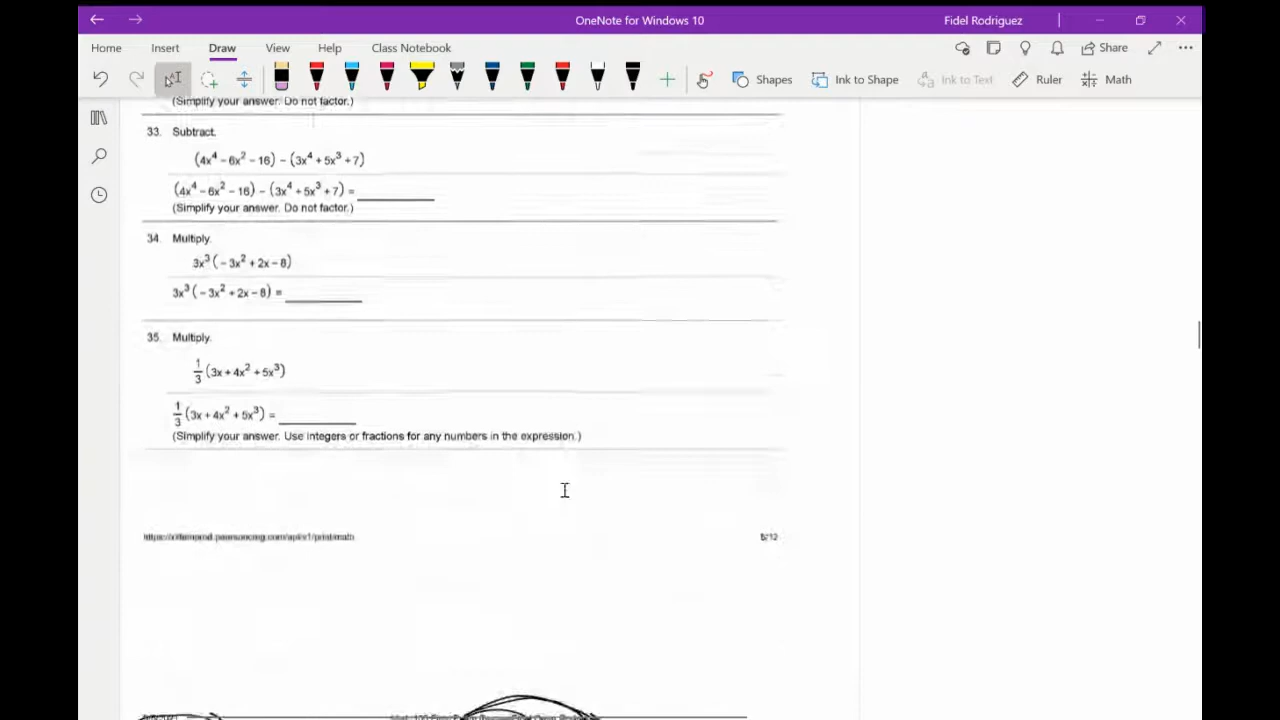 OneNote for Windows 10
Fidel Rodriguez
Home Insert Draw View Help Class Notebook
Share
Shapes Ink to Shape Ink to Text Ruler Math
(Simplify your answer. Do not factor.)
33. Subtract.
(4x⁴ – 6x² – 16) – (3x⁴ + 5x³ + 7)
(4x⁴ – 6x² – 16) – (3x⁴ + 5x³ + 7) =
(Simplify your answer. Do not factor.)
34. Multiply.
3x³ ( – 3x² + 2x – 8)
3x³ ( – 3x² + 2x – 8) =
35. Multiply.
1/3 (3x + 4x² + 5x³)
1/3 (3x + 4x² + 5x³) =
(Simplify your answer. Use integers or fractions for any numbers in the expression.)